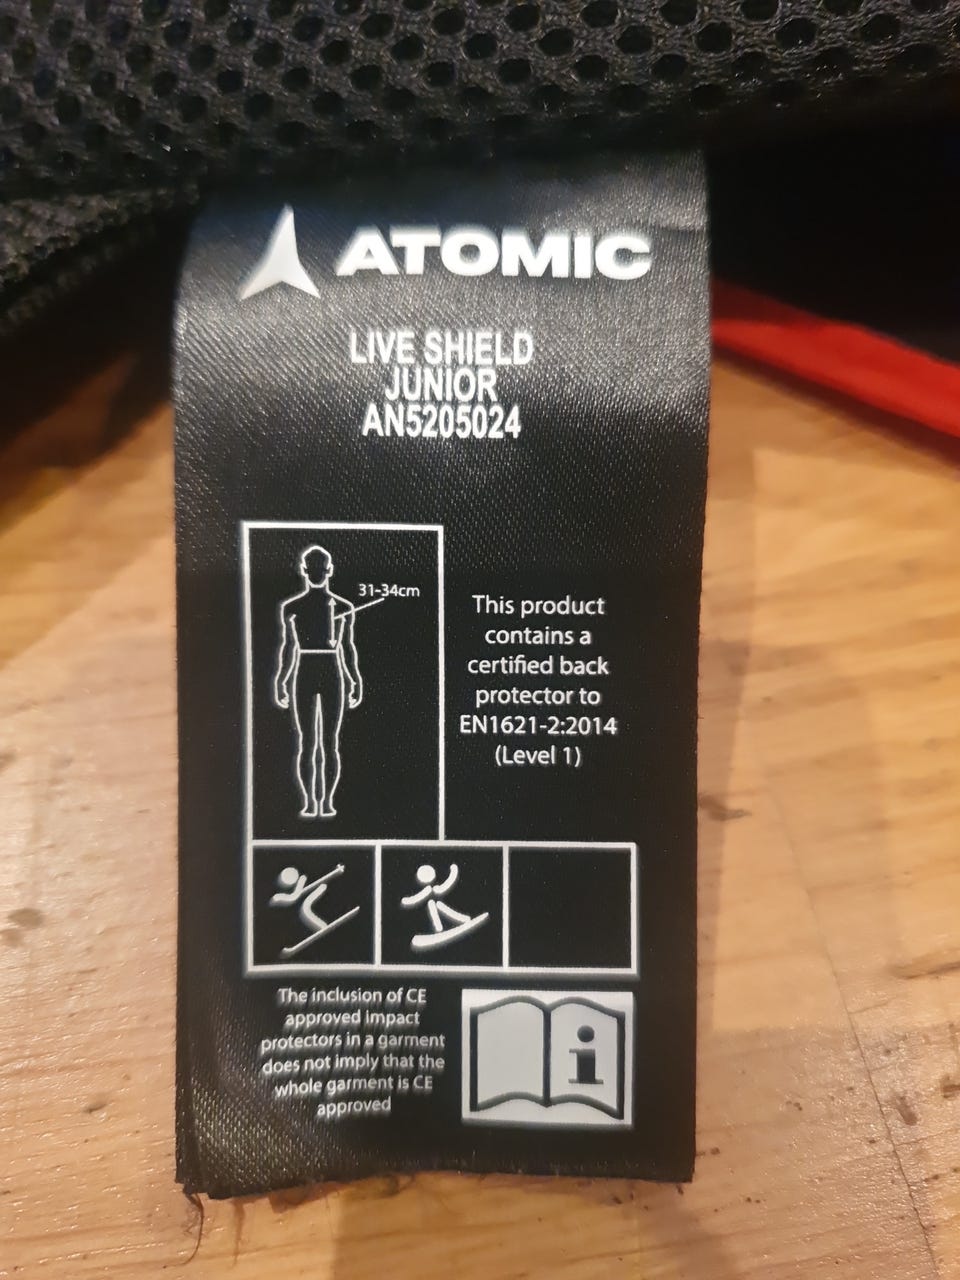 ATOMIC
LIVE SHIELD
JUNIOR
AN5205024
31-34cm
This product
contains a
certified back
protector to
EN1621-2:2014
(Level 1)
The inclusion of CE
approved impact
protectors in a garment
does not imply that the
whole garment is CE
approved
i